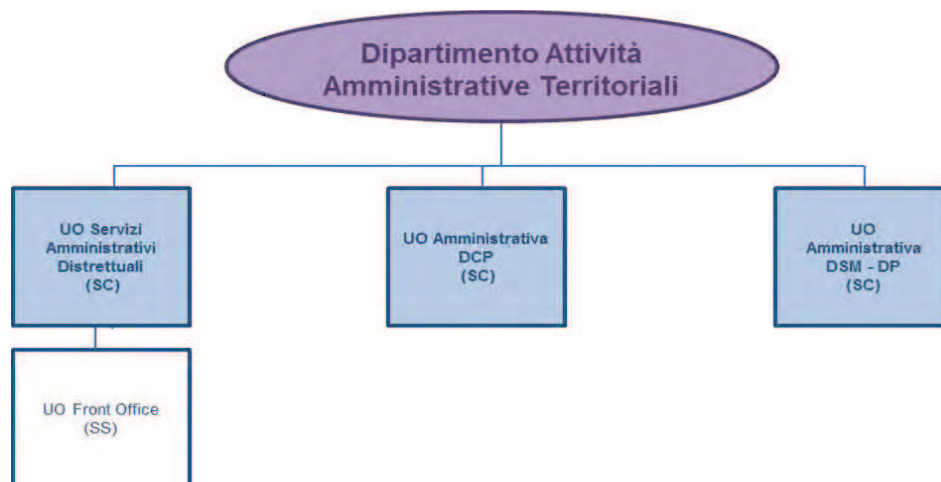 Dipartimento Attività
Amministrative Territoriali
UO Servizi
Amministrativi
Distrettuali
(SC)
UO Amministrativa
DCP
(SC)
UO
Amministrativa
DSM - DP
(SC)
UO Front Office
(SS)